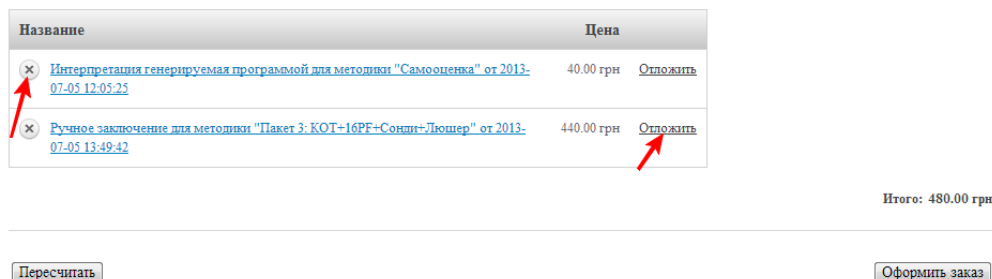 Название Цена
Интерпретация генерируемая программой для методики "Самооценка" от 2013- 40.00 грн Отложить
07-05 12:05:25
Ручное заключение для методики "Пакет 3: КОТ+16PF+Сонди+Люшер" от 2013- 440.00 грн Отложить
07-05 13:49:42
Итого: 480.00 грн
Пересчитать Оформить заказ